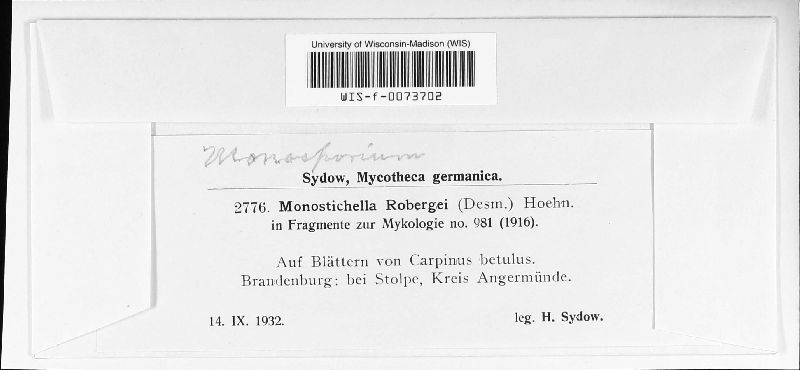 University of Wisconsin-Madison (WIS)
WIS-f-0073702
Monosporium
Sydow, Mycotheca germanica.
2776. Monostichella Robergei (Desm.) Hoehn.
in Fragmente zur Mykologie no. 981 (1916).
Auf Blättern von Carpinus betulus.
Brandenburg: bei Stolpe, Kreis Angermünde.
14. IX. 1932. leg. H. Sydow.